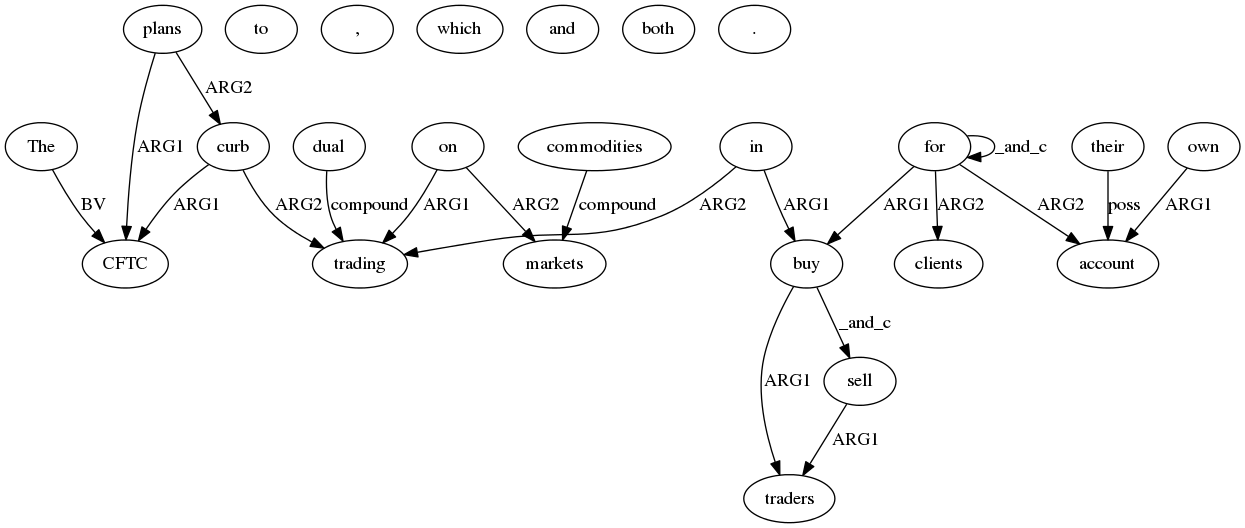 plans to , which and both .
ARG2
The ARG1 curb dual on commodities in for _and_c their own
BV ARG1 ARG2 compound ARG1 ARG2 compound ARG2 ARG1 ARG1 ARG2 ARG2 poss ARG1
CFTC trading markets buy clients account
_and_c
ARG1 sell
ARG1
traders